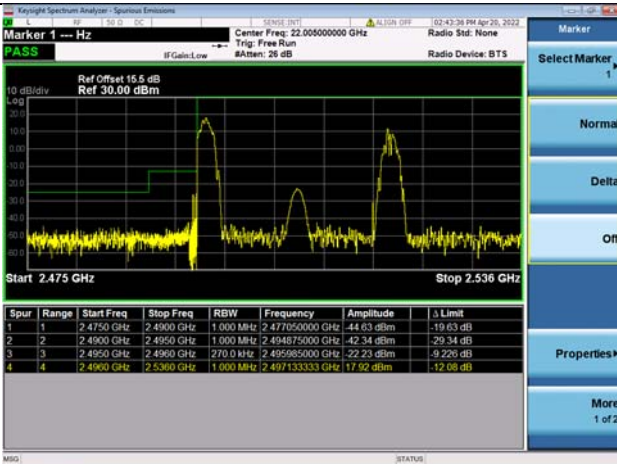 Keysight Spectrum Analyzer - Spurious Emissions
L RF 50 Ω DC SENSE:INT ALIGN OFF 02:43:36 PM Apr 20, 2022
Marker 1 --- Hz Center Freq: 22.005000000 GHz Radio Std: None Marker
Trig: Free Run
PASS IFGain:Low #Atten: 26 dB Radio Device: BTS
Select Marker
1
Ref Offset 15.5 dB
10 dB/div Ref 30.00 dBm
Log
20.0
10.0
0.00
-10.0
-20.0
-30.0
-40.0
-50.0
-60.0
Normal
Delta
Off
Start 2.475 GHz Stop 2.536 GHz
Spur Range Start Freq Stop Freq RBW Frequency Amplitude Δ Limit
1 1 2.4750 GHz 2.4900 GHz 1.000 MHz 2.477050000 GHz -44.63 dBm -19.63 dB
2 2 2.4900 GHz 2.4950 GHz 1.000 MHz 2.494875000 GHz -42.34 dBm -29.34 dB
3 3 2.4950 GHz 2.4960 GHz 270.0 kHz 2.495985000 GHz -22.23 dBm -9.226 dB
4 4 2.4960 GHz 2.5360 GHz 1.000 MHz 2.497133333 GHz 17.92 dBm -12.08 dB
Properties
More
1 of 2
MSG STATUS